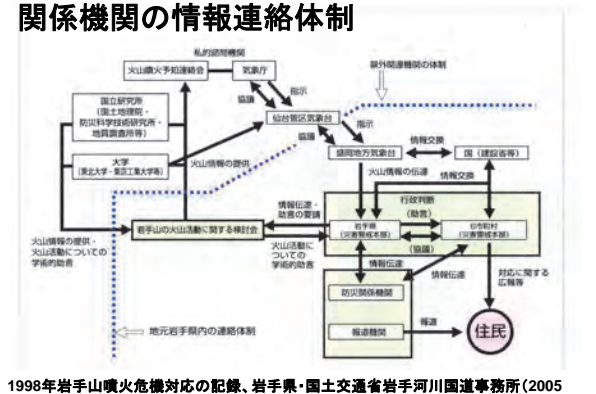 関係機関の情報連絡体制
私的諮問機関
火山噴火予知連絡会
気象庁
県外関連機関の体制
協議
指示
国立研究所
(国土地理院・
防災科学技術研究所・
地質調査所等)
仙台管区気象台
協議
指示
大学
(東北大学・東京工業大学等)
火山情報の提供
盛岡地方気象台
情報交換
国(建設省等)
火山情報の伝達
情報交換
行政判断
情報伝達・
助言の要請
(助言)
岩手山の火山活動に関する検討会
岩手県
(災害警戒本部)
(災害警戒本部)
(協議)
火山情報の提供・
火山活動についての
学術的助言
火山活動に
ついての
学術的助言
情報伝達
情報伝達
対応に関する
広報等
防災関係機関
地元岩手県内の連絡体制
報道機関
報道
住民
1998年岩手山噴火危機対応の記録、岩手県・国土交通省岩手河川国道事務所(2005